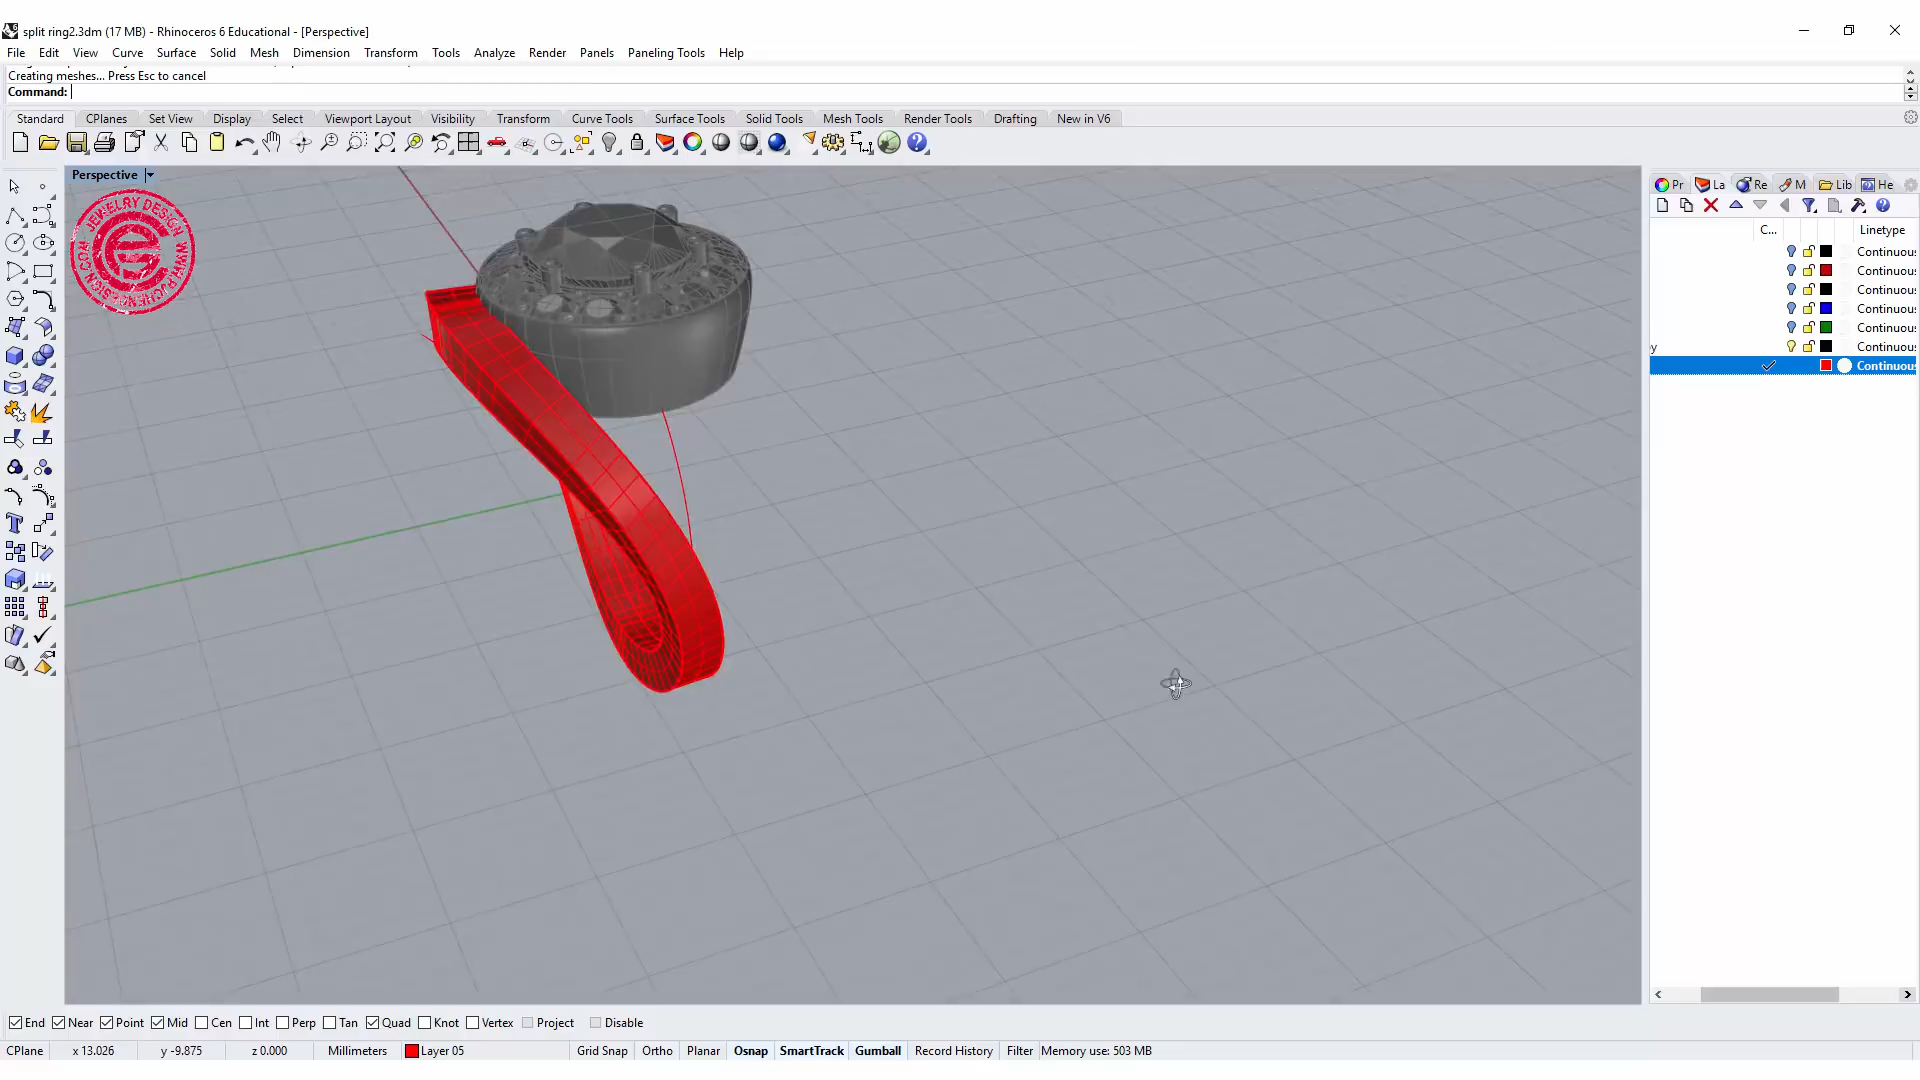 split ring2.3dm (17 MB) - Rhinoceros 6 Educational - [Perspective]
File Edit View Curve Surface Solid Mesh Dimension Transform Tools Analyze Render Panels Paneling Tools Help
Creating meshes... Press Esc to cancel
Command:
Standard CPlanes Set View Display Select Viewport Layout Visibility Transform Curve Tools Surface Tools Solid Tools Mesh Tools Render Tools Drafting New in V6
Perspective
Pr La Re M Lib He
C... Linetype
Continuous
Continuous
Continuous
Continuous
Continuous
y Continuous
Continuous
JEWELRY DESIGN WWW.PJCHENDESIGN.COM
End Near Point Mid Cen Int Perp Tan Quad Knot Vertex Project Disable
CPlane x 13.026 y -9.875 z 0.000 Millimeters Layer 05 Grid Snap Ortho Planar Osnap SmartTrack Gumball Record History Filter Memory use: 503 MB